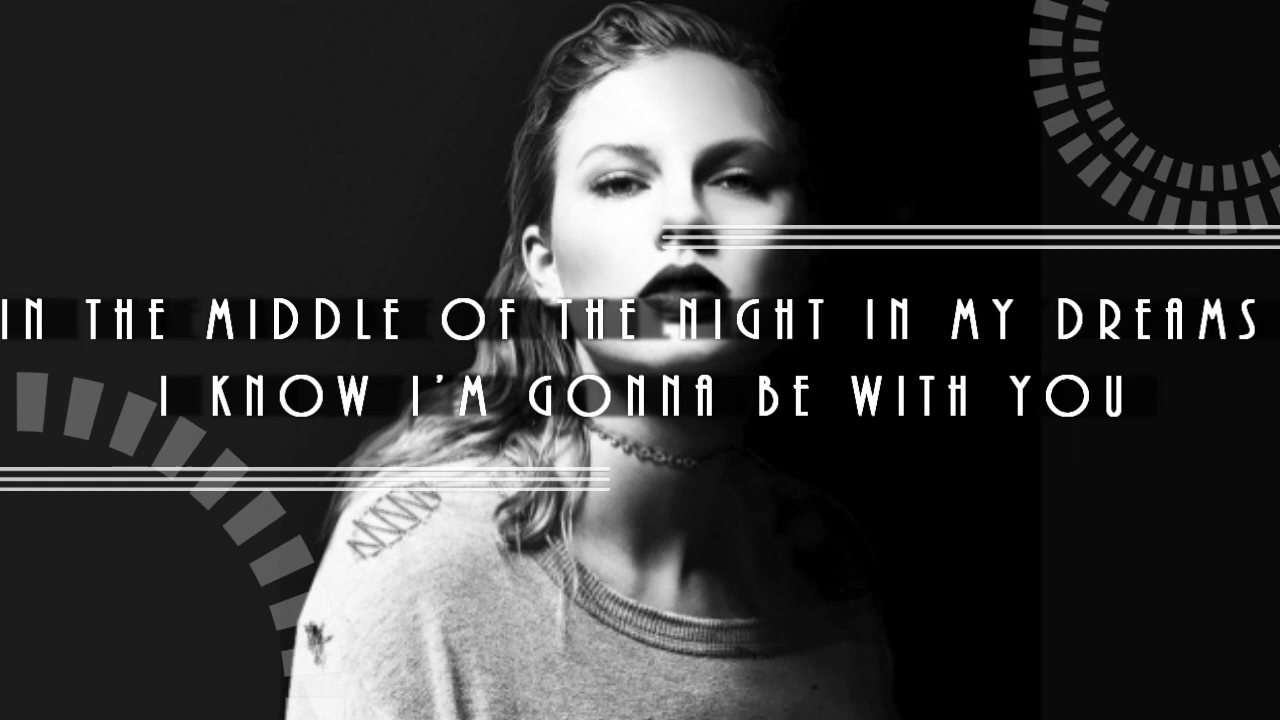 IN THE MIDDLE OF THE NIGHT IN MY DREAMS
I KNOW I'M GONNA BE WITH YOU